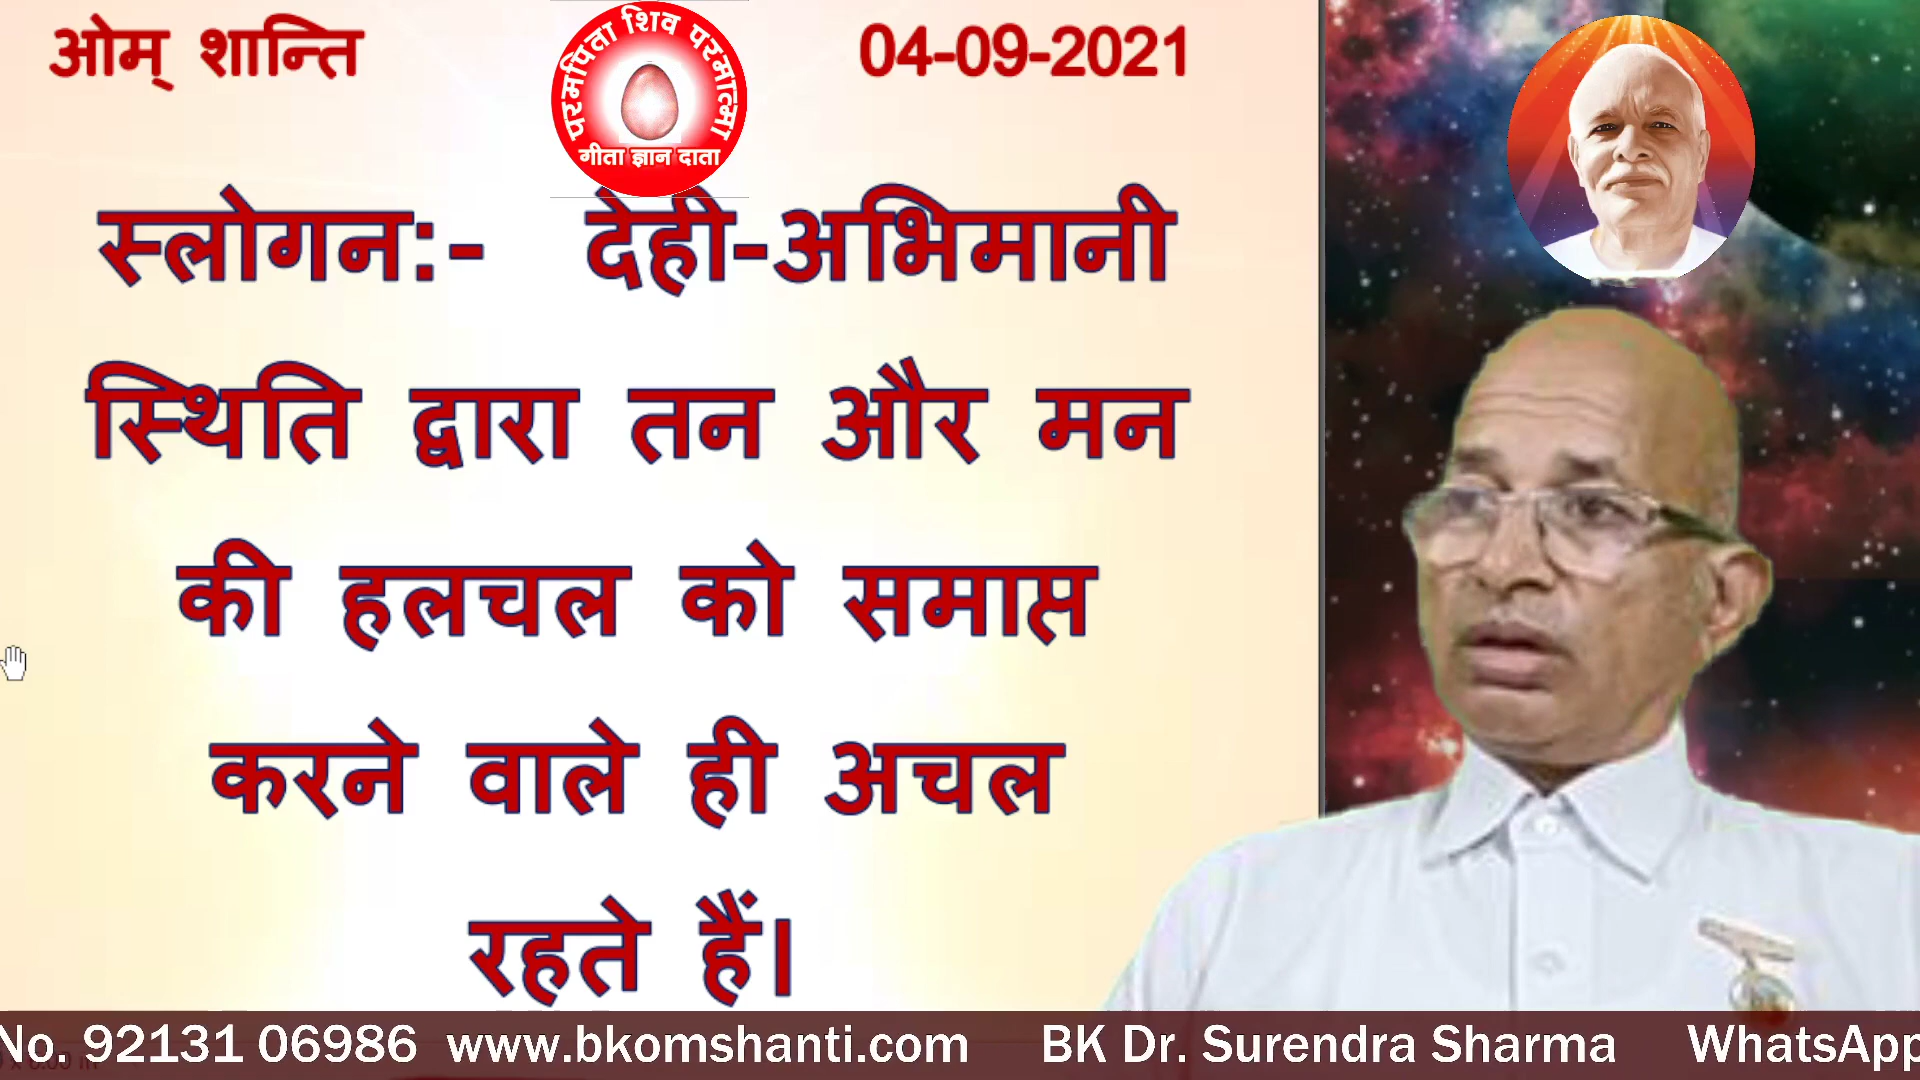 ओम् शान्ति
परमपिता शिव परमात्मा
गीता ज्ञान दाता
04-09-2021
स्लोगन:- देही-अभिमानी
स्थिति द्वारा तन और मन
की हलचल को समाप्त
करने वाले ही अचल
रहते हैं।
No. 92131 06986 www.bkomshanti.com BK Dr. Surendra Sharma WhatsApp